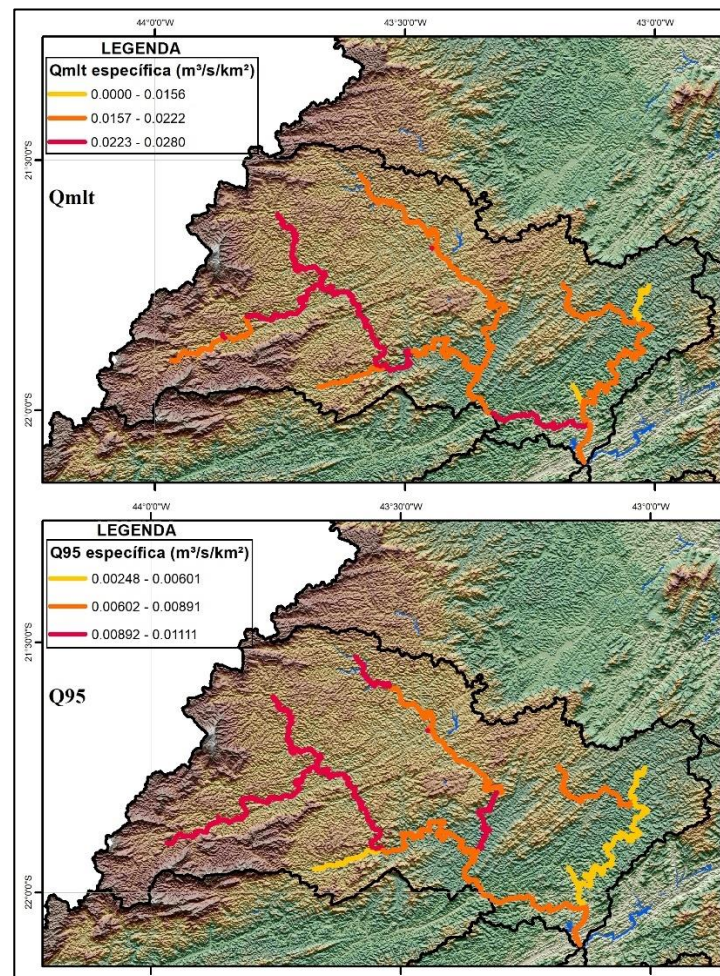 44°0'0"W 43°30'0"W 43°0'0"W
LEGENDA
Qmlt específica (m³/s/km²)
0.0000 - 0.0156
0.0157 - 0.0222
0.0223 - 0.0280
21°30'0"S
Qmlt
22°0'0"S
44°0'0"W 43°30'0"W 43°0'0"W
LEGENDA
Q95 específica (m³/s/km²)
0.00248 - 0.00601
0.00602 - 0.00891
0.00892 - 0.01111
21°30'0"S
Q95
22°0'0"S